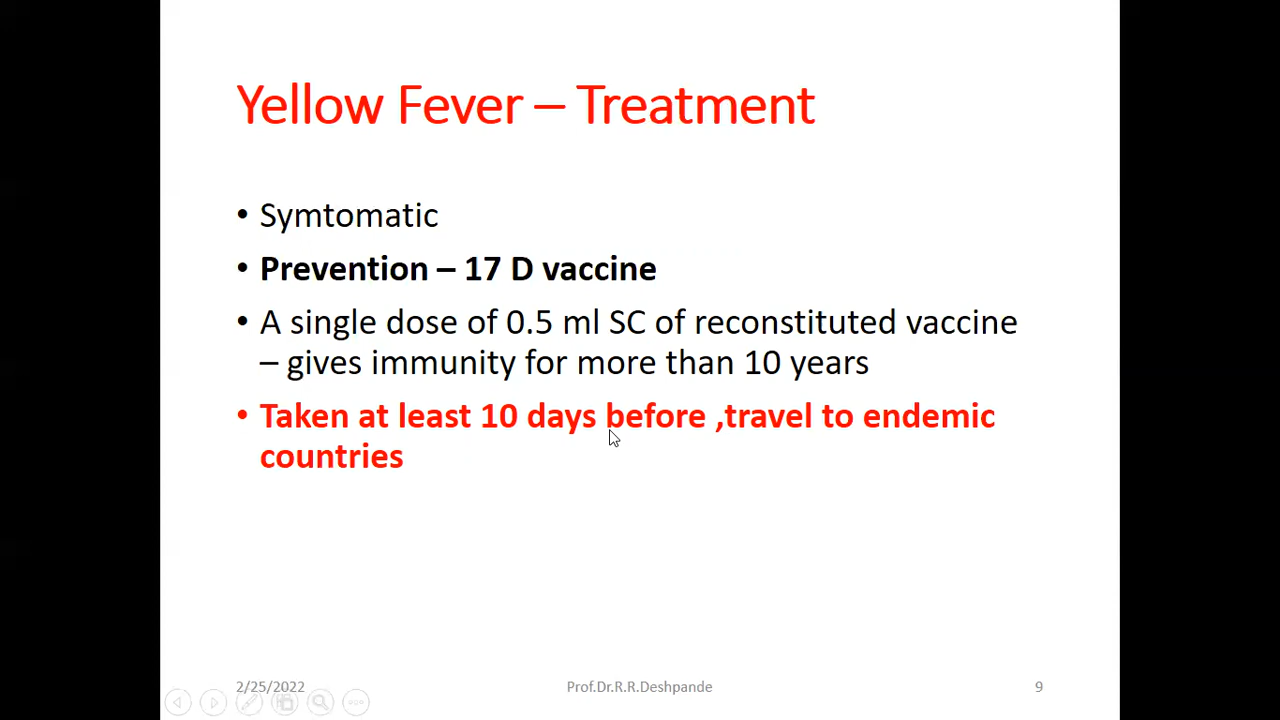 Yellow Fever – Treatment
• Symtomatic
• Prevention – 17 D vaccine
• A single dose of 0.5 ml SC of reconstituted vaccine
– gives immunity for more than 10 years
• Taken at least 10 days before ,travel to endemic
countries
2/25/2022 Prof.Dr.R.R.Deshpande 9